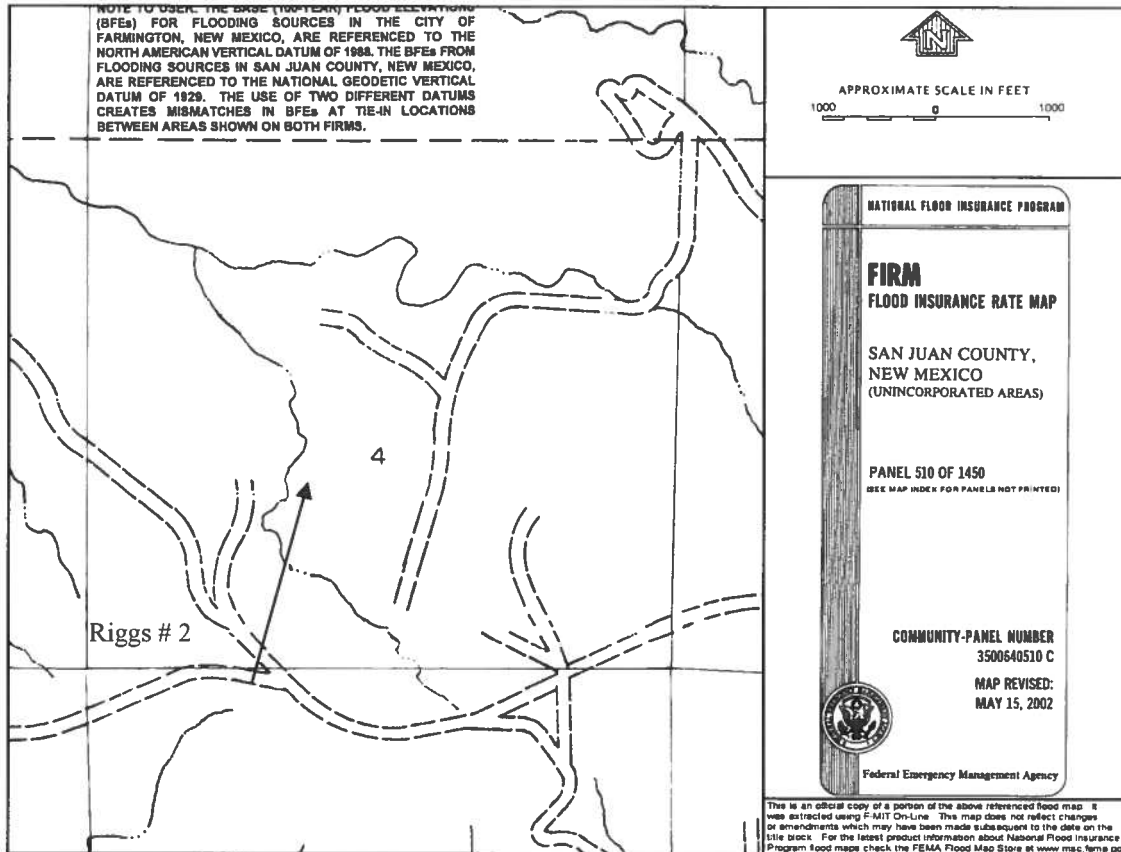 NOTE TO USER: THE BASE (100-YEAR) FLOOD ELEVATIONS
(BFEs) FOR FLOODING SOURCES IN THE CITY OF
FARMINGTON, NEW MEXICO, ARE REFERENCED TO THE
NORTH AMERICAN VERTICAL DATUM OF 1988. THE BFEs FROM
FLOODING SOURCES IN SAN JUAN COUNTY, NEW MEXICO,
ARE REFERENCED TO THE NATIONAL GEODETIC VERTICAL
DATUM OF 1929. THE USE OF TWO DIFFERENT DATUMS
CREATES MISMATCHES IN BFEs AT TIE-IN LOCATIONS
BETWEEN AREAS SHOWN ON BOTH FIRMS.
4
Riggs # 2
N
APPROXIMATE SCALE IN FEET
1000 0 1000
NATIONAL FLOOD INSURANCE PROGRAM
FIRM
FLOOD INSURANCE RATE MAP
SAN JUAN COUNTY,
NEW MEXICO
(UNINCORPORATED AREAS)
PANEL 510 OF 1450
(SEE MAP INDEX FOR PANELS NOT PRINTED)
COMMUNITY-PANEL NUMBER
3500640510 C
MAP REVISED:
MAY 15, 2002
Federal Emergency Management Agency
This is an official copy of a portion of the above referenced flood map. It
was extracted using F-MIT On-Line. This map does not reflect changes
or amendments which may have been made subsequent to the date on the
title block. For the latest product information about National Flood Insurance
Program flood maps check the FEMA Flood Map Store at www.msc.fema.go